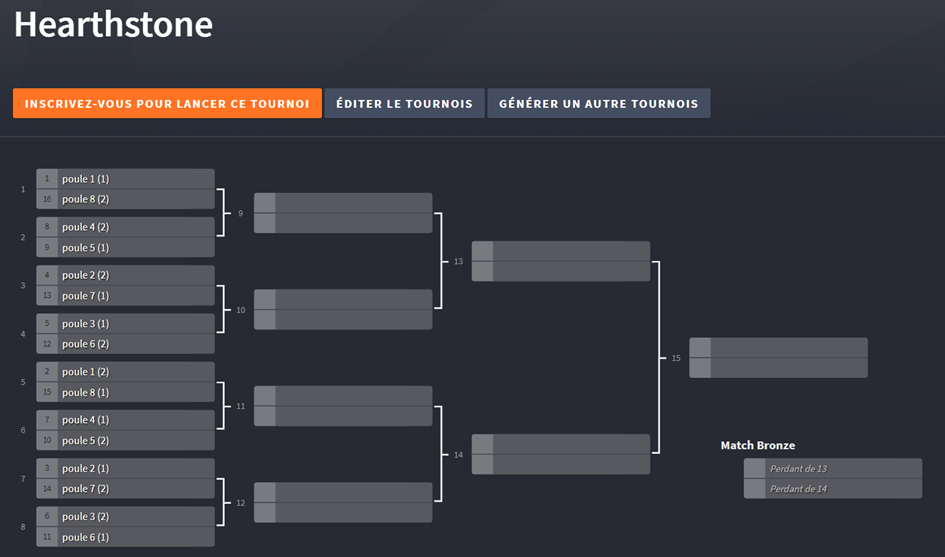 Hearthstone
INSCRIVEZ-VOUS POUR LANCER CE TOURNOI ÉDITER LE TOURNOIS GÉNÉRER UN AUTRE TOURNOIS
1
1 poule 1 (1)
16 poule 8 (2)
2
8 poule 4 (2)
9 poule 5 (1)
3
4 poule 2 (2)
13 poule 7 (1)
4
5 poule 3 (1)
12 poule 6 (2)
5
2 poule 1 (2)
15 poule 8 (1)
6
7 poule 4 (1)
10 poule 5 (2)
7
3 poule 2 (1)
14 poule 7 (2)
8
6 poule 3 (2)
11 poule 6 (1)
9
10
11
12
13
14
15
Match Bronze
Perdant de 13
Perdant de 14